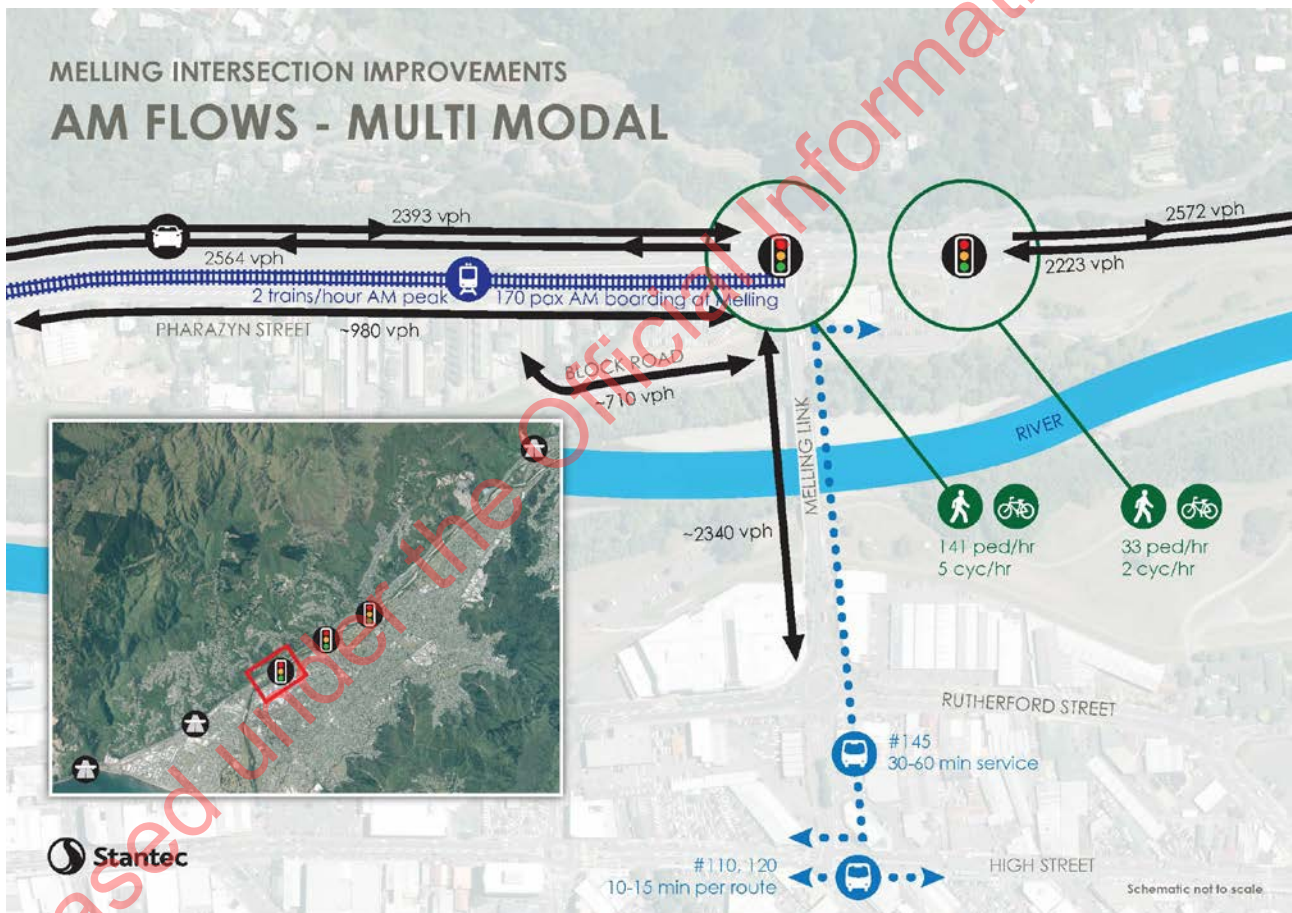 MELLING INTERSECTION IMPROVEMENTS
AM FLOWS - MULTI MODAL
2393 vph
2564 vph
2572 vph
2223 vph
2 trains/hour AM peak
170 pax AM boarding at Melling
PHARAZYN STREET
~980 vph
BLOCK ROAD
~710 vph
MELLING LINK
RIVER
~2340 vph
141 ped/hr
5 cyc/hr
33 ped/hr
2 cyc/hr
RUTHERFORD STREET
#145
30-60 min service
#110, 120
10-15 min per route
HIGH STREET
Stantec
Schematic not to scale
ased under the Official Informati